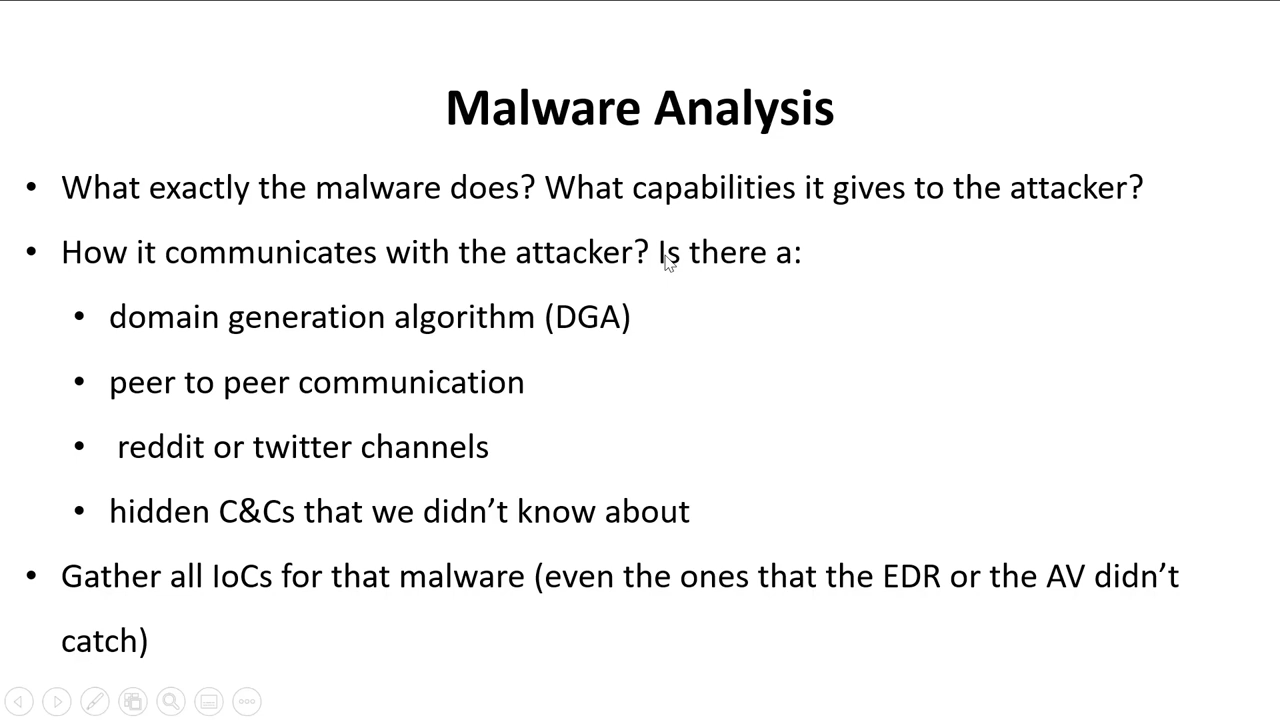 Malware Analysis
• What exactly the malware does? What capabilities it gives to the attacker?
• How it communicates with the attacker? Is there a:
• domain generation algorithm (DGA)
• peer to peer communication
• reddit or twitter channels
• hidden C&Cs that we didn’t know about
• Gather all IoCs for that malware (even the ones that the EDR or the AV didn’t
catch)